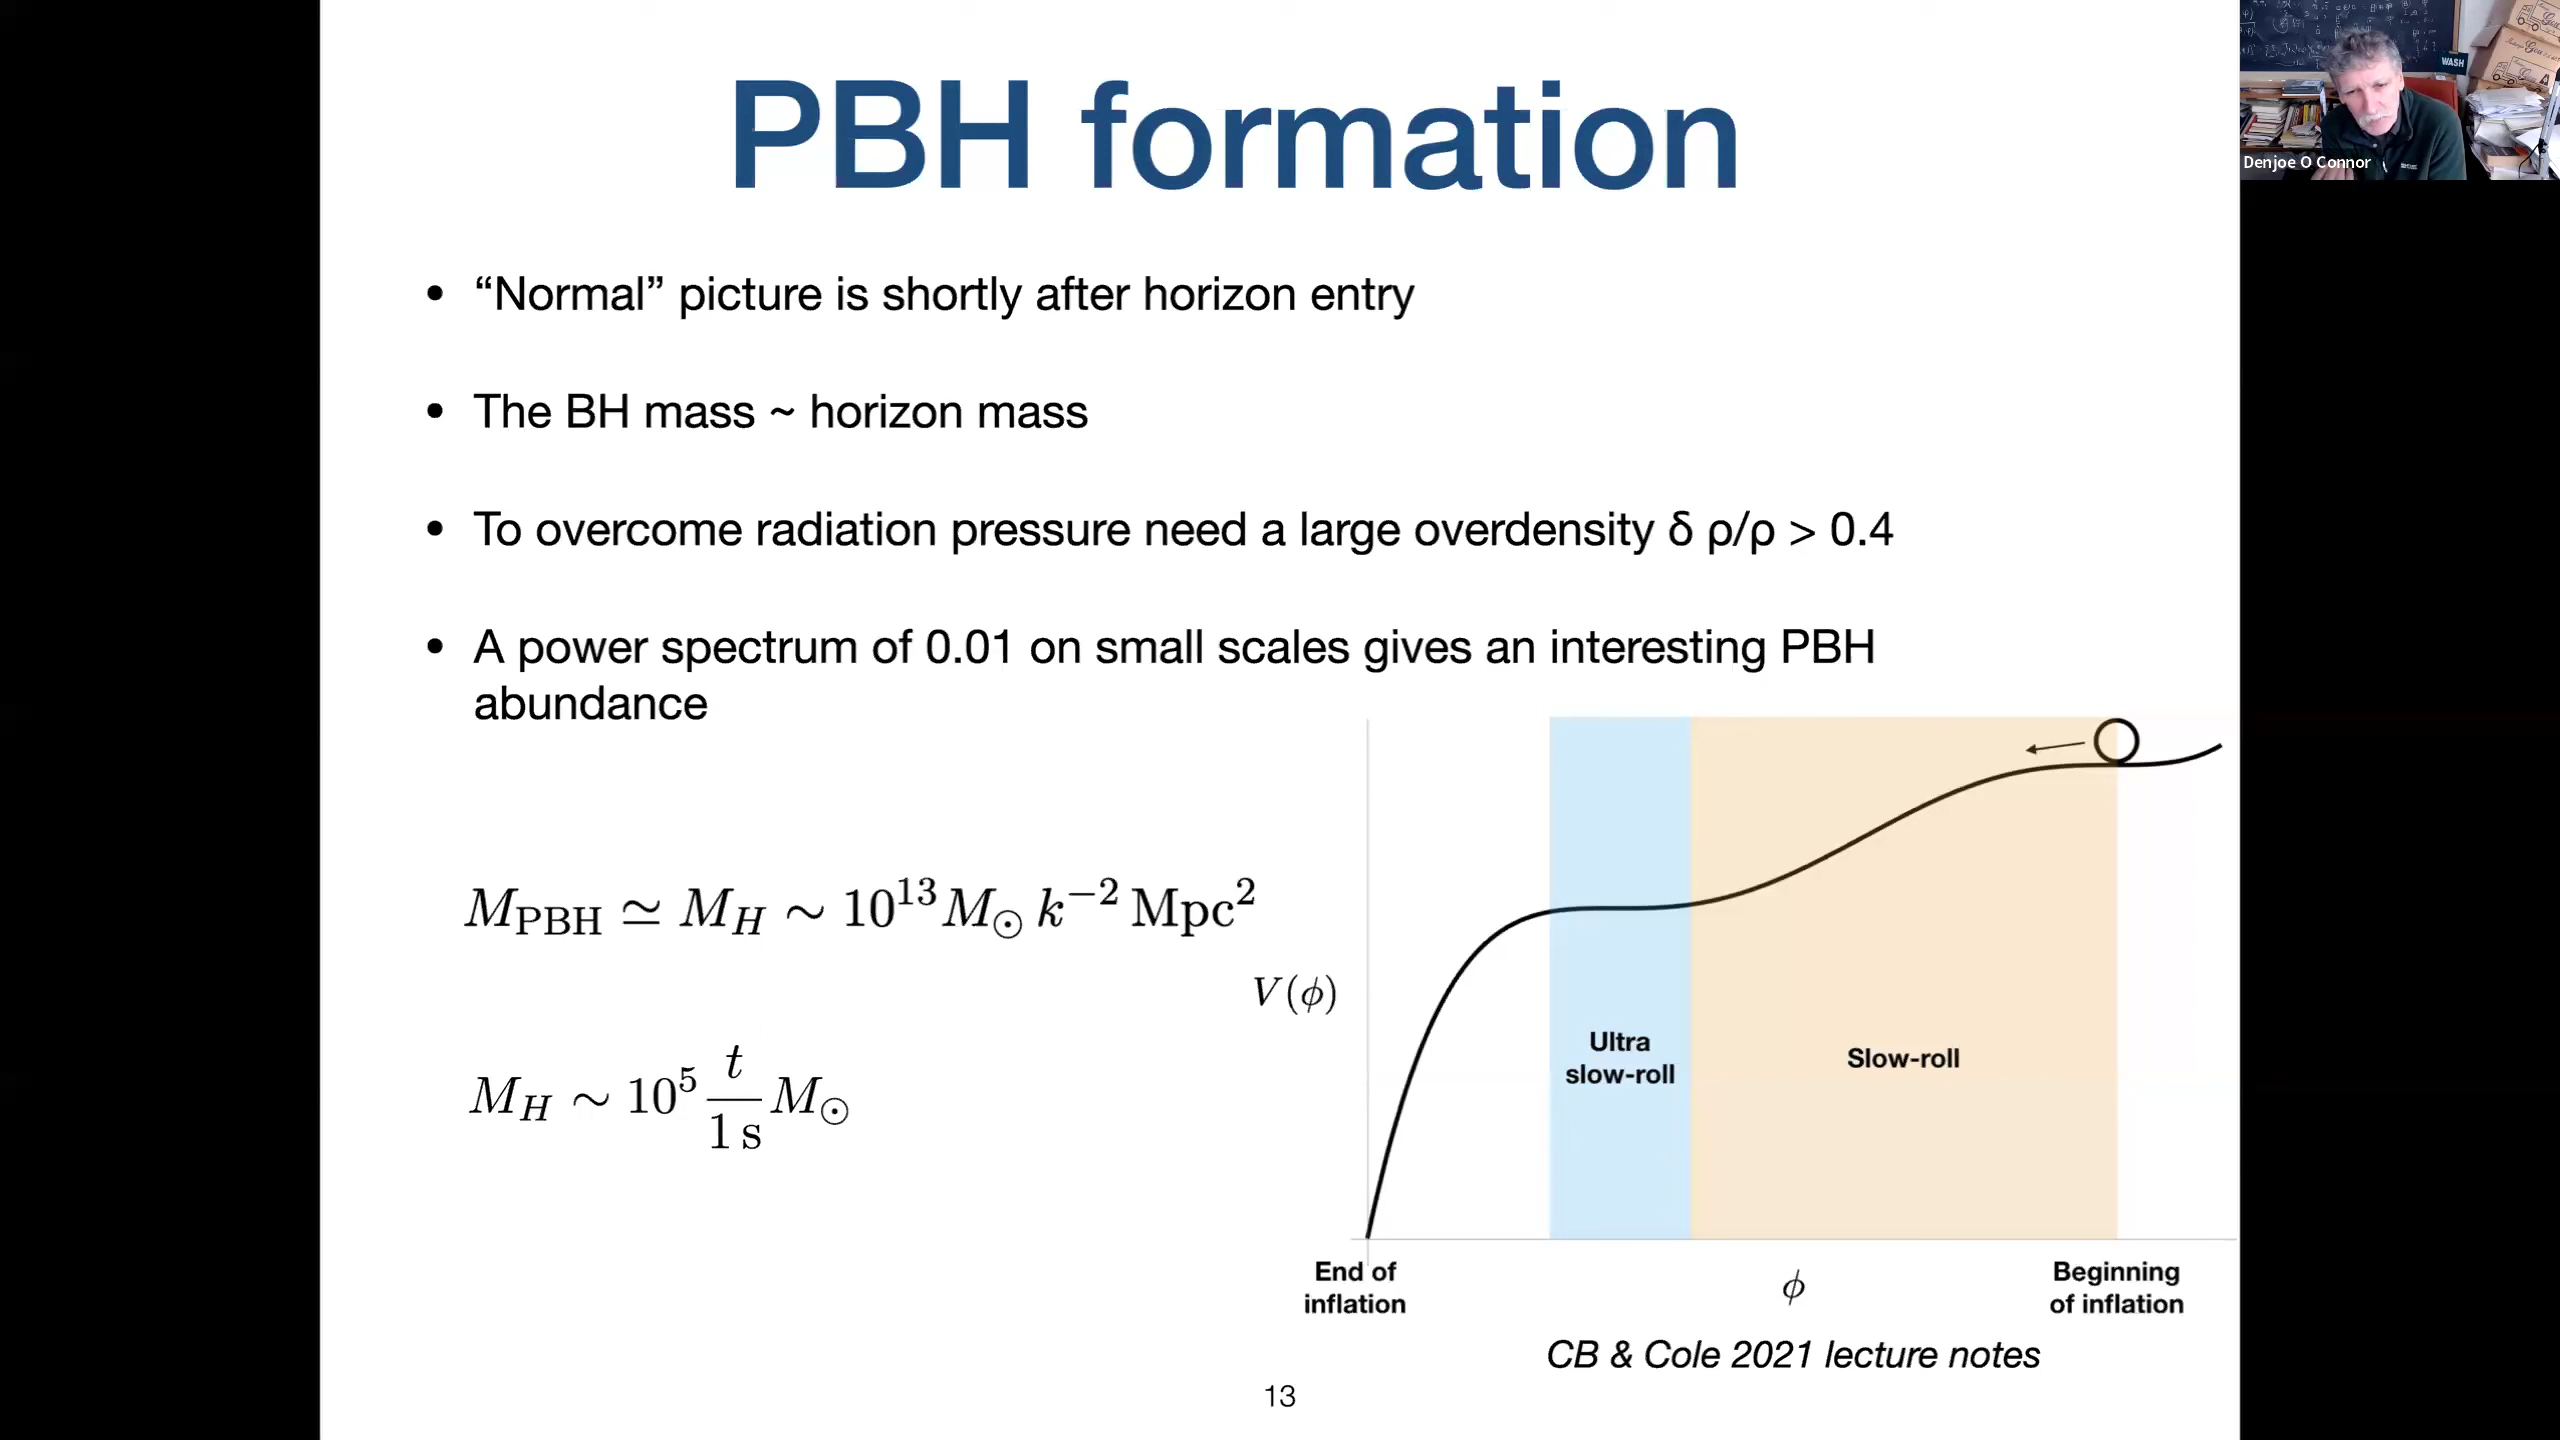 PBH formation
WASH
Denjoe O Connor
• “Normal” picture is shortly after horizon entry
• The BH mass ~ horizon mass
• To overcome radiation pressure need a large overdensity δ ρ/ρ > 0.4
• A power spectrum of 0.01 on small scales gives an interesting PBH
abundance
M_PBH ≃ M_H ∼ 10^13 M_⊙ k^−2 Mpc^2
M_H ∼ 10^5 t/1 s M_⊙
V(ϕ)
Ultra
slow-roll
Slow-roll
End of
inflation
ϕ
Beginning
of inflation
CB & Cole 2021 lecture notes
13